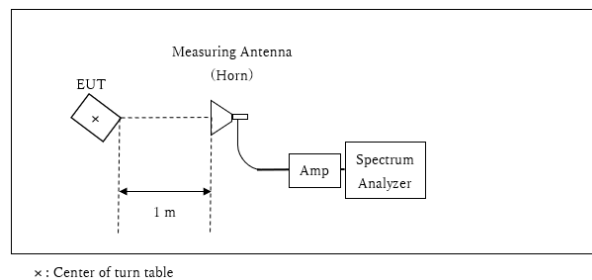 Measuring Antenna
(Horn)
EUT
×
Amp
Spectrum
Analyzer
1 m
× : Center of turn table